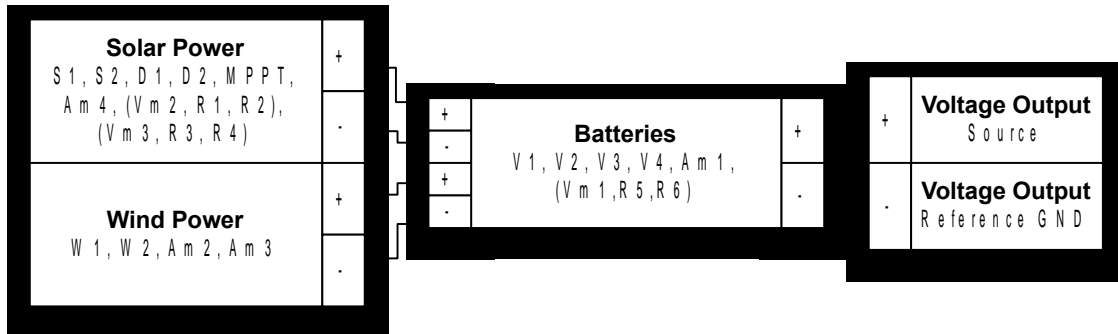 Solar Power
S1, S2, D1, D2, MPPT,
Am4, (Vm2, R1, R2),
(Vm3, R3, R4)
+
-
Wind Power
W1, W2, Am2, Am3
+
-
+
-
+
-
Batteries
V1, V2, V3, V4, Am1,
(Vm1,R5,R6)
+
-
+
-
Voltage Output
Source
Voltage Output
Reference GND